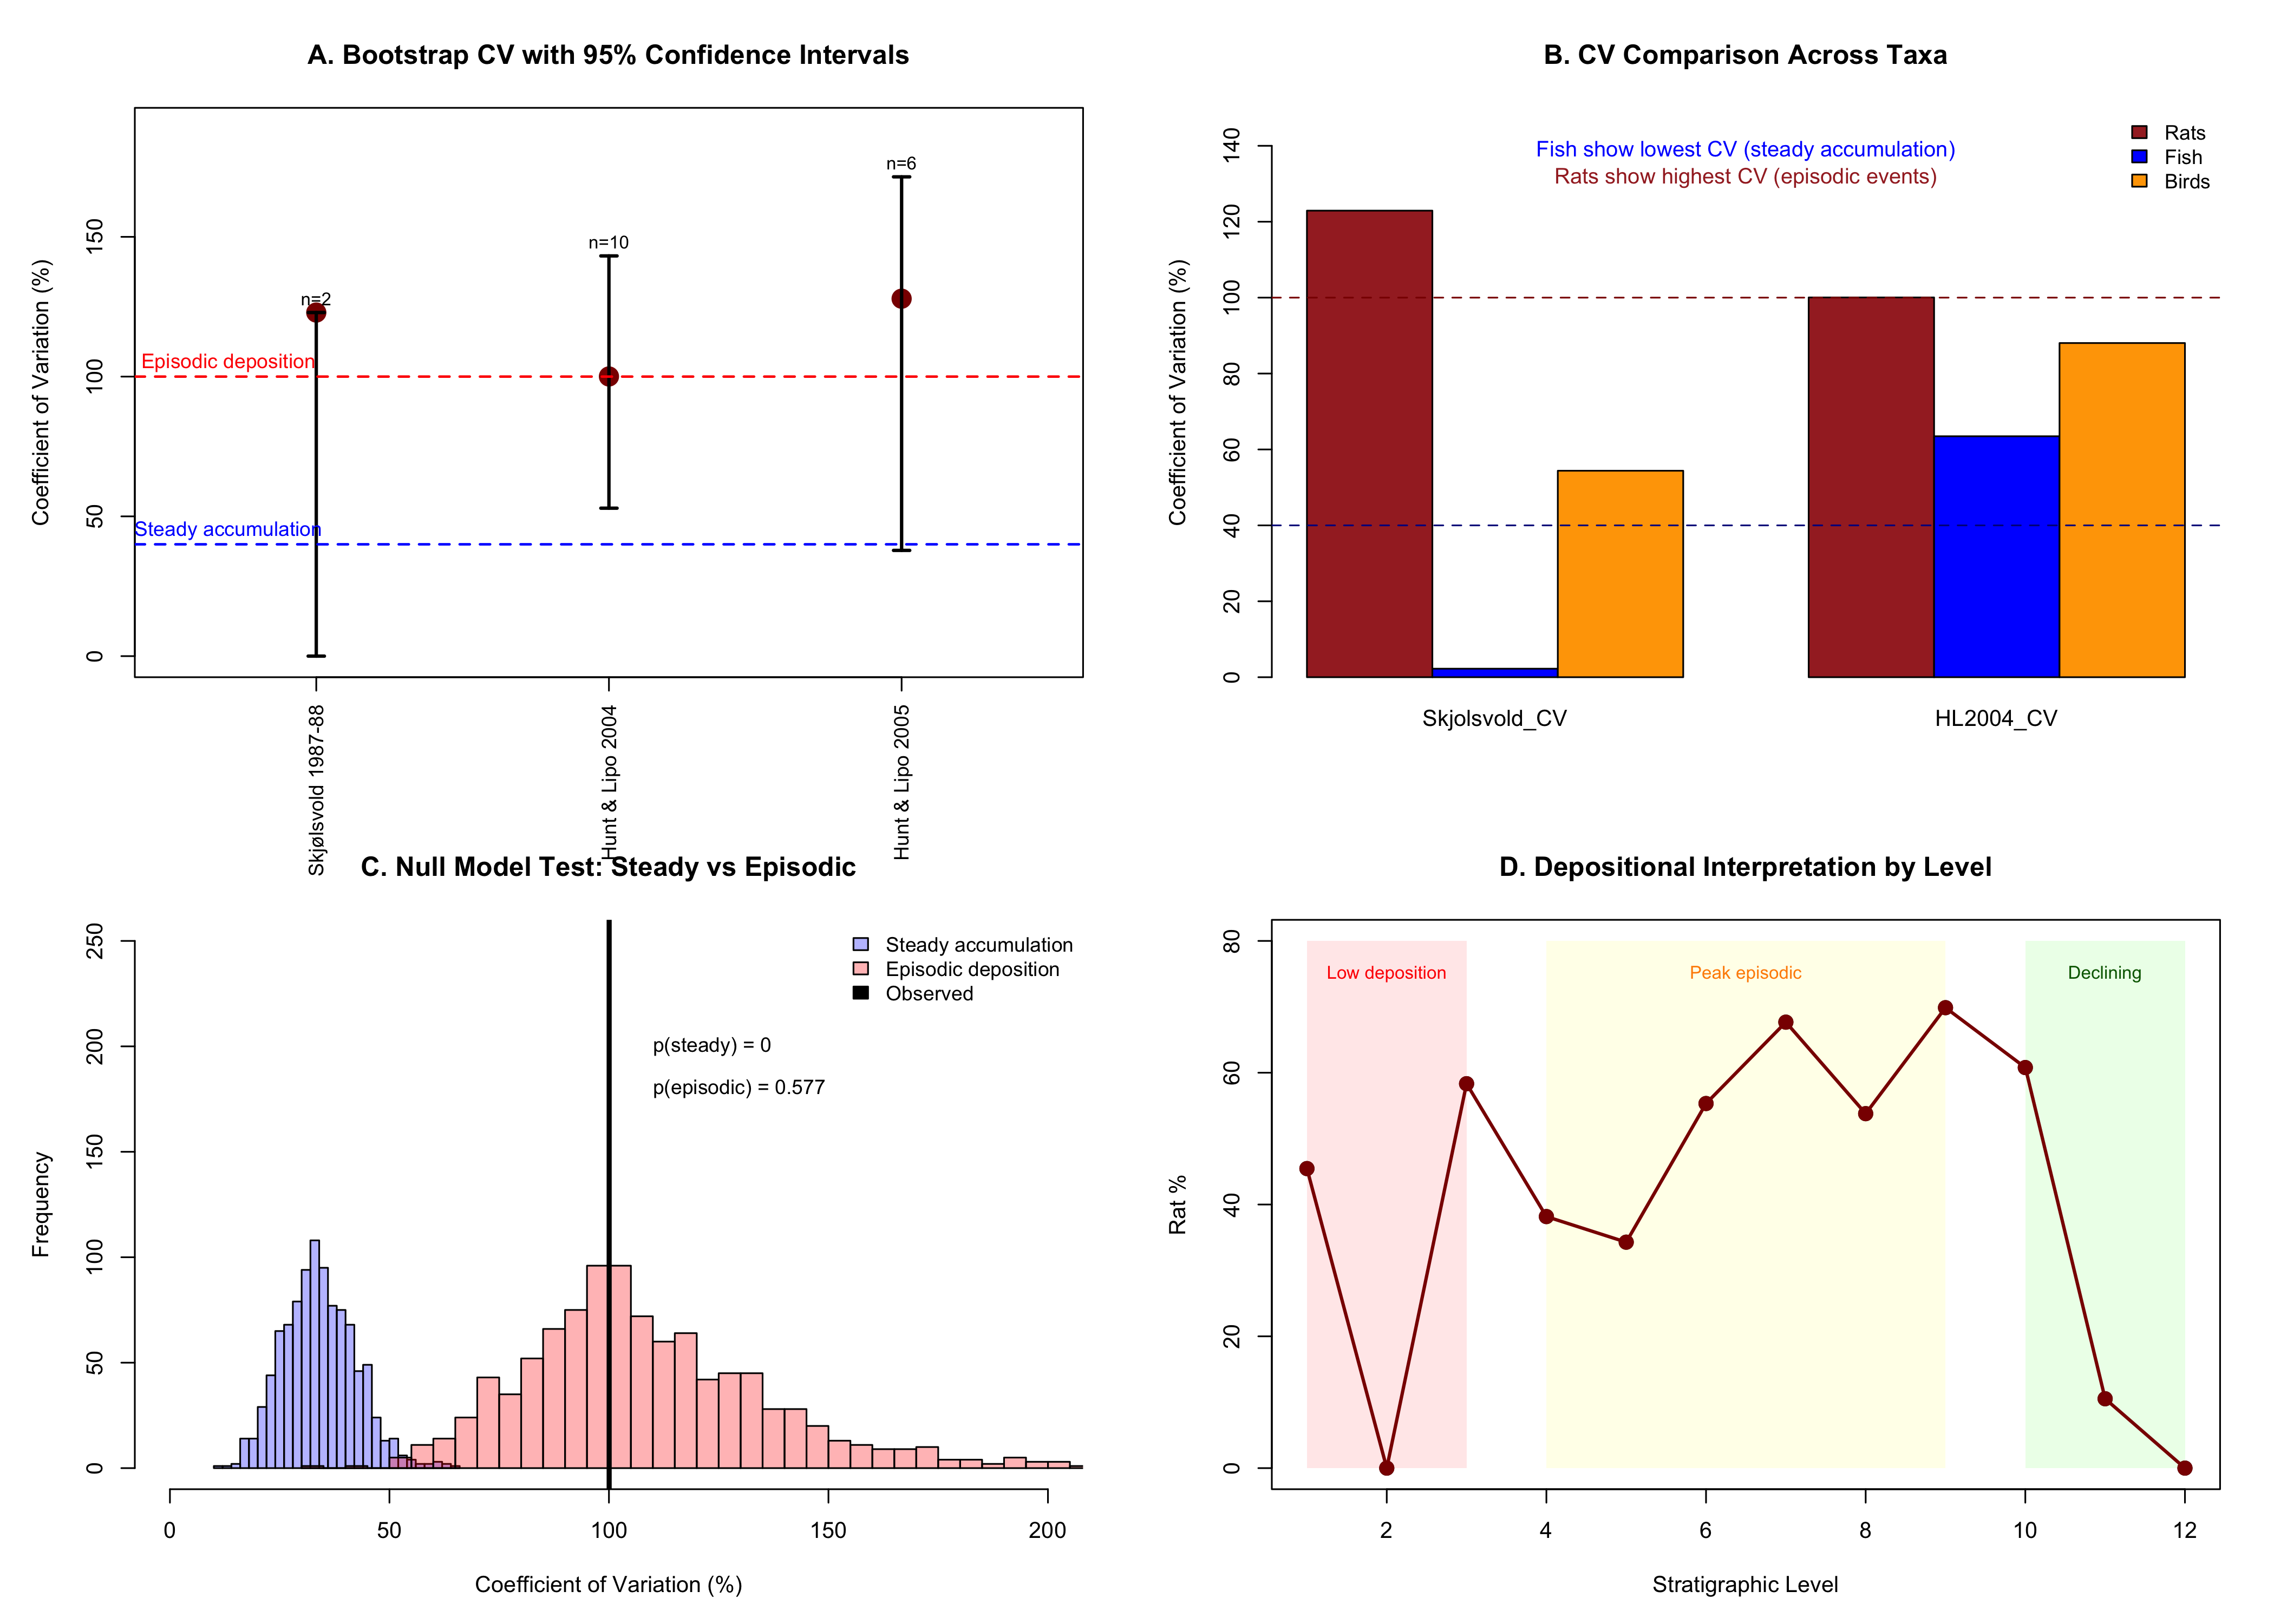 A. Bootstrap CV with 95% Confidence Intervals
Coefficient of Variation (%)
0
50
100
150
n=2
n=10
n=6
Episodic deposition
Steady accumulation
Skjølsvold 1987-88
Hunt & Lipo 2004
Hunt & Lipo 2005
B. CV Comparison Across Taxa
Coefficient of Variation (%)
0
20
40
60
80
100
120
140
Fish show lowest CV (steady accumulation)
Rats show highest CV (episodic events)
Rats
Fish
Birds
Skjolsvold_CV
HL2004_CV
C. Null Model Test: Steady vs Episodic
Frequency
0
50
100
150
200
250
Steady accumulation
Episodic deposition
Observed
p(steady) = 0
p(episodic) = 0.577
0
50
100
150
200
Coefficient of Variation (%)
D. Depositional Interpretation by Level
Rat %
0
20
40
60
80
Low deposition
Peak episodic
Declining
2
4
6
8
10
12
Stratigraphic Level